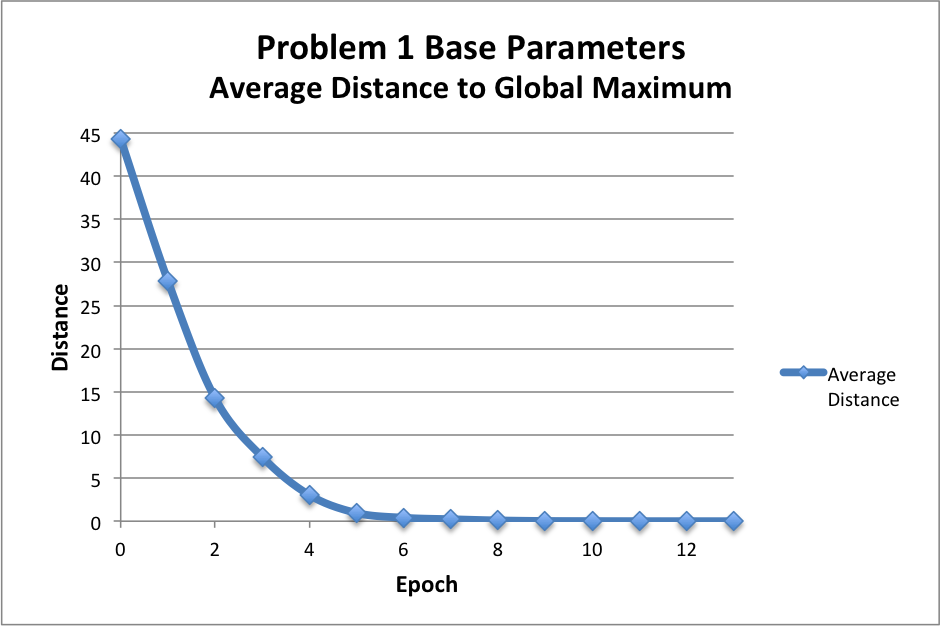 Problem 1 Base Parameters
Average Distance to Global Maximum
45
40
35
30
25
20
15
10
5
0
Distance
0 2 4 6 8 10 12
Epoch
Average
Distance